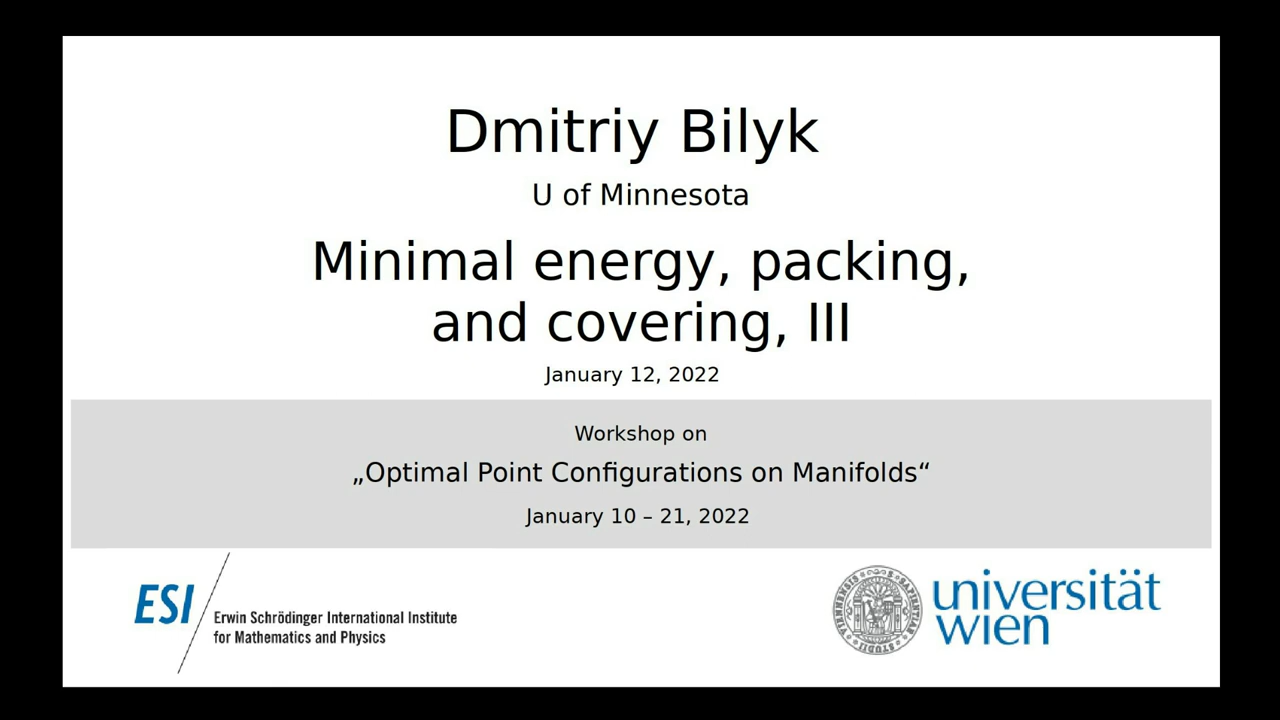 Dmitriy Bilyk
U of Minnesota
Minimal energy, packing,
and covering, III
January 12, 2022
Workshop on
„Optimal Point Configurations on Manifolds“
January 10 – 21, 2022
ESI
Erwin Schrödinger International Institute
for Mathematics and Physics
universität
wien